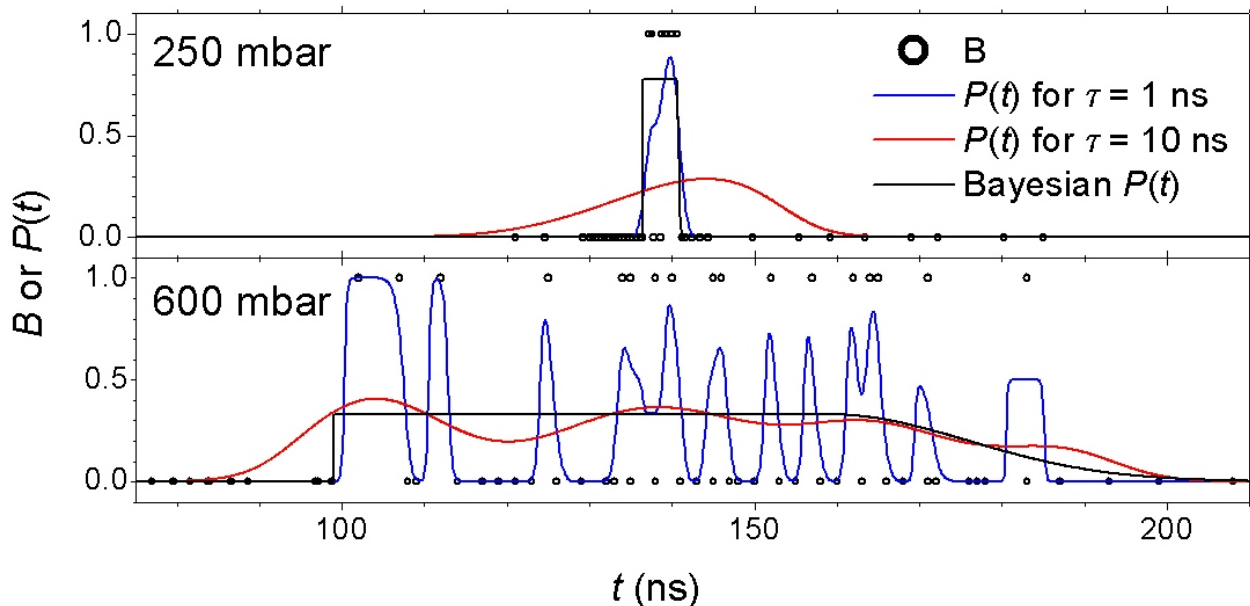 1.0
250 mbar
B
P(t) for τ = 1 ns
0.5
P(t) for τ = 10 ns
Bayesian P(t)
0.0
B or P(t)
1.0
600 mbar
0.5
0.0
100 150 200
t (ns)